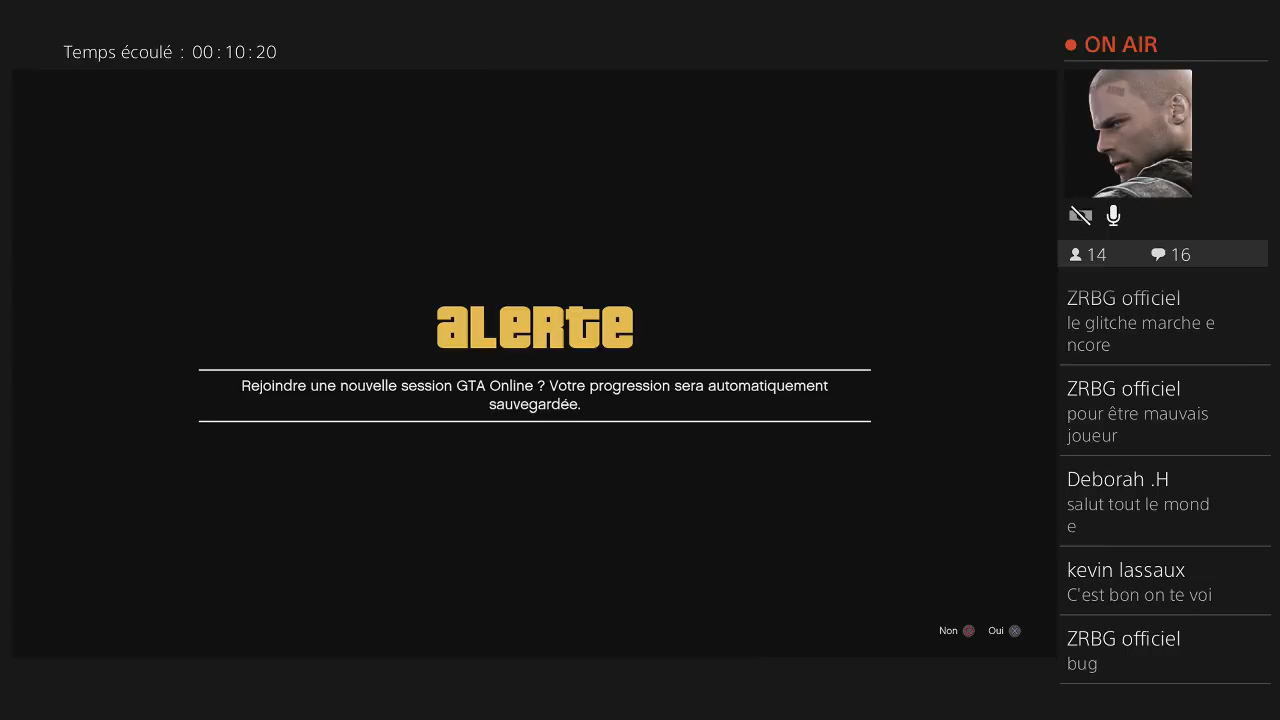 Temps écoulé : 00:10:20
ON AIR
14 16
ALERTE
Rejoindre une nouvelle session GTA Online ? Votre progression sera automatiquement
sauvegardée.
Non Oui
ZRBG officiel
le glitche marche e
ncore
ZRBG officiel
pour être mauvais
joueur
Deborah .H
salut tout le mond
e
kevin lassaux
C'est bon on te voi
ZRBG officiel
bug